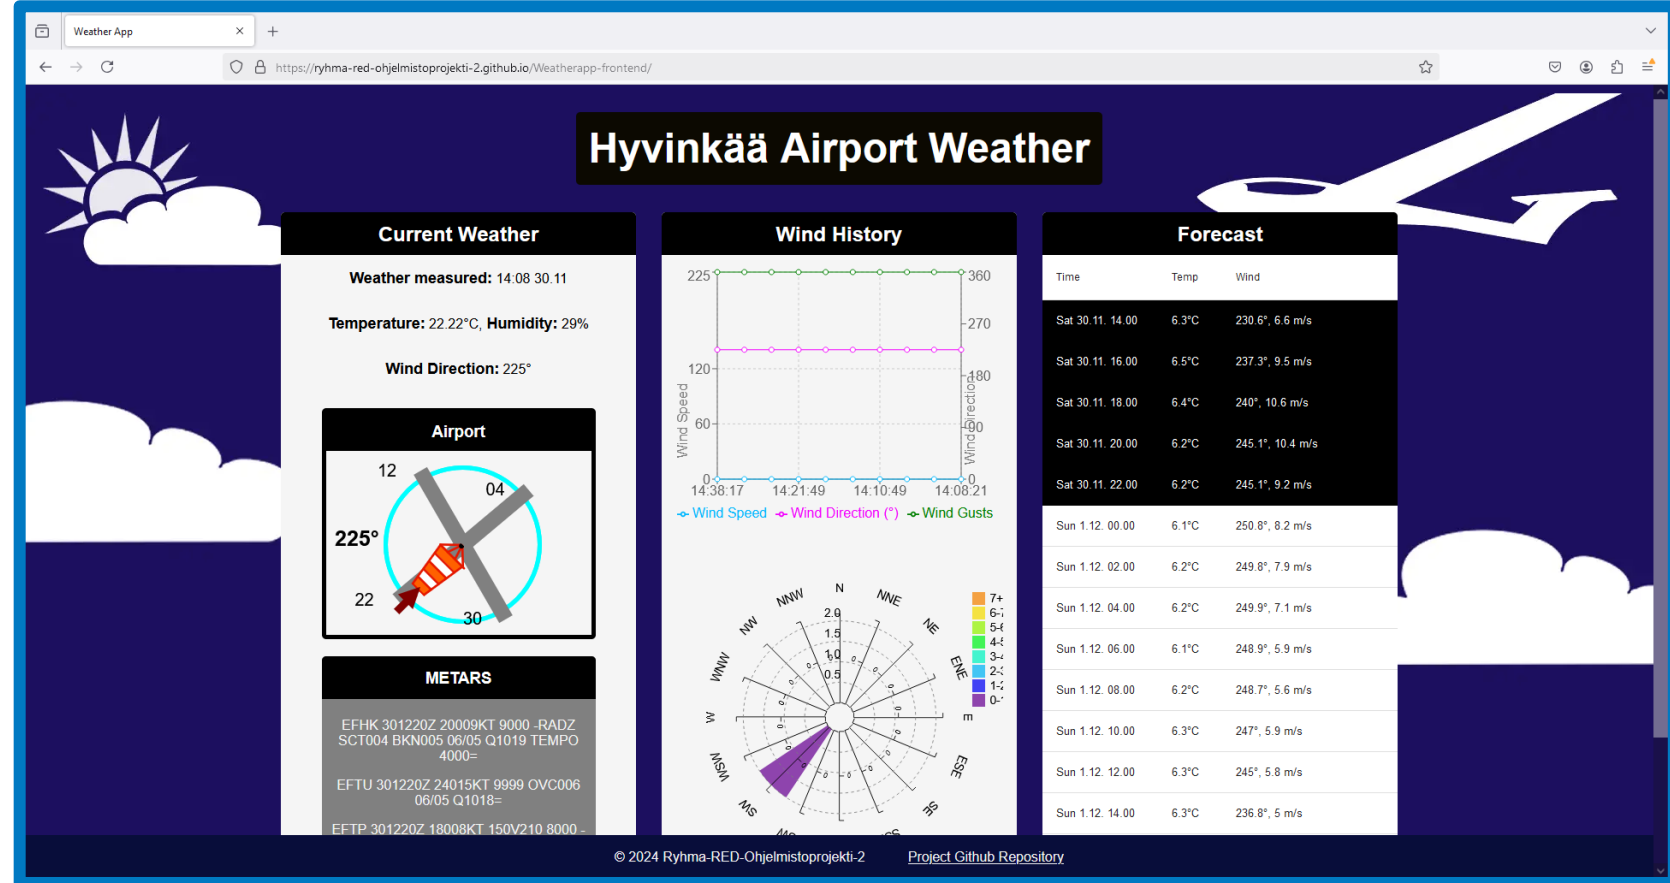 Weather App
https://ryhma-red-ohjelmistoprojekti-2.github.io/Weatherapp-frontend/
Hyvinkää Airport Weather
Current Weather
Weather measured: 14:08 30.11
Temperature: 22.22°C, Humidity: 29%
Wind Direction: 225°
Airport
12
04
225°
22
30
METARS
EFHK 301220Z 20009KT 9000 -RADZ
SCT004 BKN005 06/05 Q1019 TEMPO
4000=
EFTU 301220Z 24015KT 9999 OVC006
06/05 Q1018=
EFTP 301220Z 18008KT 150V210 8000 -
Wind History
225
120
60
0
Wind Speed
360
270
180
90
0
Wind Direction
14:38:17 14:21:49 14:10:49 14:08:21
Wind Speed Wind Direction (°) Wind Gusts
N
NNE
NE
ENE
ESE
SE
SW
WSW
W
WNW
NW
NNW
2.0
1.5
1.0
0.5
m
7+
Forecast
Time Temp Wind
Sat 30.11. 14.00 6.3°C 230.6°, 6.6 m/s
Sat 30.11. 16.00 6.5°C 237.3°, 9.5 m/s
Sat 30.11. 18.00 6.4°C 240°, 10.6 m/s
Sat 30.11. 20.00 6.2°C 245.1°, 10.4 m/s
Sat 30.11. 22.00 6.2°C 245.1°, 9.2 m/s
Sun 1.12. 00.00 6.1°C 250.8°, 8.2 m/s
Sun 1.12. 02.00 6.2°C 249.8°, 7.9 m/s
Sun 1.12. 04.00 6.2°C 249.9°, 7.1 m/s
Sun 1.12. 06.00 6.1°C 248.9°, 5.9 m/s
Sun 1.12. 08.00 6.2°C 248.7°, 5.6 m/s
Sun 1.12. 10.00 6.3°C 247°, 5.9 m/s
Sun 1.12. 12.00 6.3°C 245°, 5.8 m/s
Sun 1.12. 14.00 6.3°C 236.8°, 5 m/s
© 2024 Ryhma-RED-Ohjelmistoprojekti-2 Project Github Repository